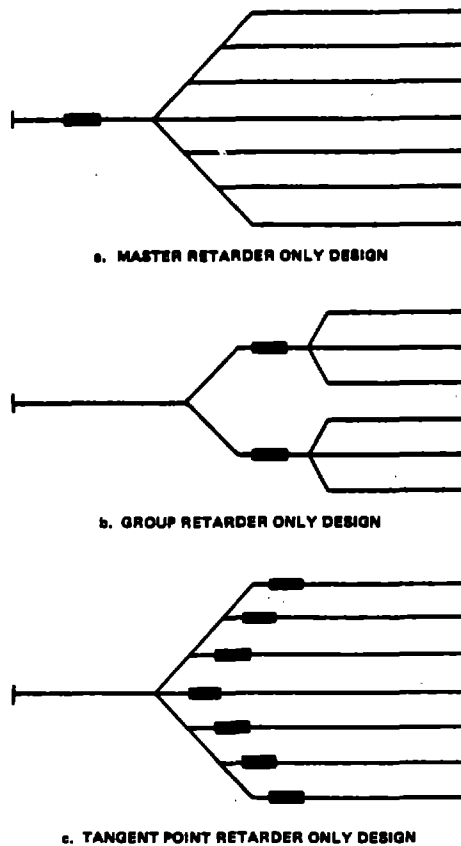 a. MASTER RETARDER ONLY DESIGN
b. GROUP RETARDER ONLY DESIGN
c. TANGENT POINT RETARDER ONLY DESIGN